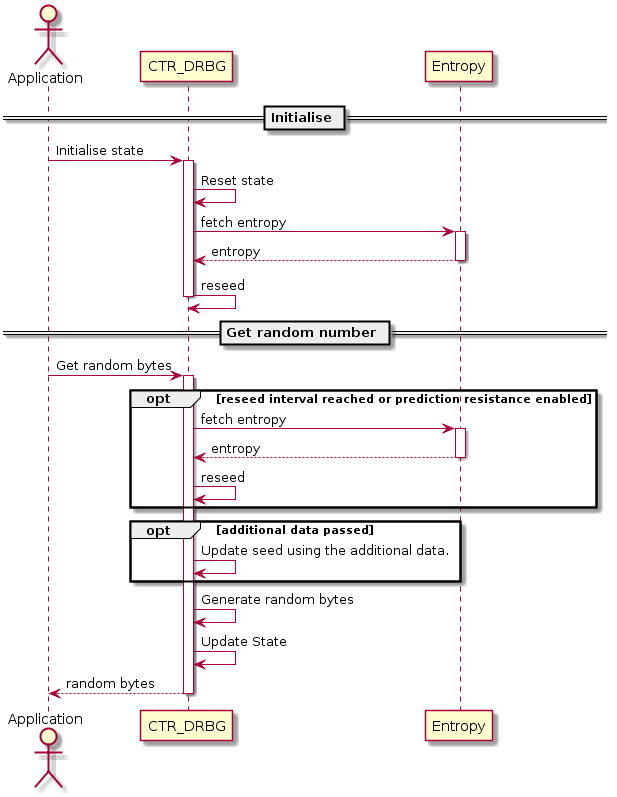 Application
CTR_DRBG
Entropy
Initialise
Initialise state
Reset state
fetch entropy
entropy
reseed
Get random number
Get random bytes
opt [reseed interval reached or prediction resistance enabled]
fetch entropy
entropy
reseed
opt [additional data passed]
Update seed using the additional data.
Generate random bytes
Update State
random bytes
Application
CTR_DRBG
Entropy